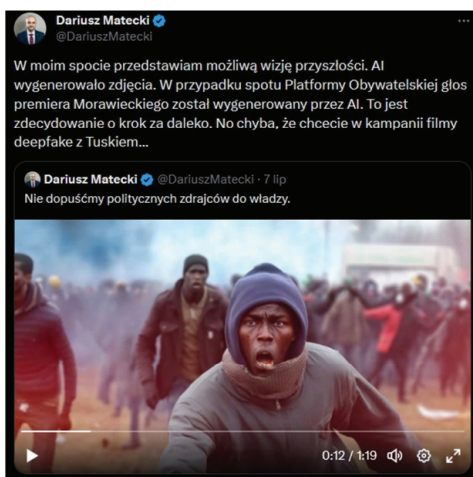 Dariusz Matecki
@DariuszMatecki
W moim spocie przedstawiam możliwą wizję przyszłości. AI
wygenerowało zdjęcia. W przypadku spotu Platformy Obywatelskiej głos
premiera Morawieckiego został wygenerowany przez AI. To jest
zdecydowanie o krok za daleko. No chyba, że chcecie w kampanii filmy
deepfake z Tuskiem...
Dariusz Matecki @DariuszMatecki · 7 lip
Nie dopuśćmy politycznych zdrajców do władzy.
0:12 / 1:19